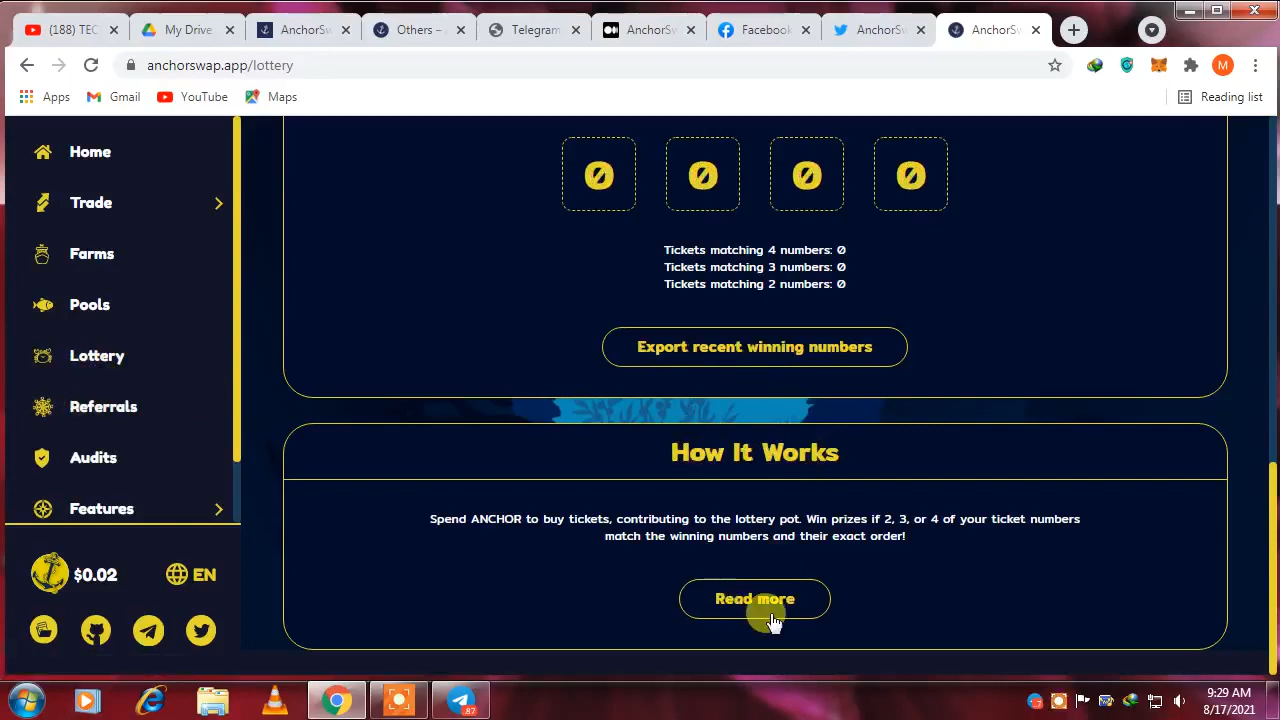 (188) TEC
My Drive
AnchorSw
Others –
Telegram
AnchorSw
Facebook
AnchorSw
AnchorSw
anchorswap.app/lottery
M
Apps
Gmail
YouTube
Maps
Reading list
Home
Trade
Farms
Pools
Lottery
Referrals
Audits
Features
$0.02
EN
0 0 0 0
Tickets matching 4 numbers: 0
Tickets matching 3 numbers: 0
Tickets matching 2 numbers: 0
Export recent winning numbers
How It Works
Spend ANCHOR to buy tickets, contributing to the lottery pot. Win prizes if 2, 3, or 4 of your ticket numbers
match the winning numbers and their exact order!
Read more
87
9:29 AM
8/17/2021